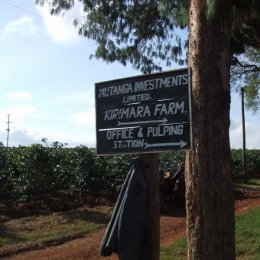 MUTANGA INVESTMENTS
LIMITED.
KIRIMARA FARM.
OFFICE & PULPING
STATION